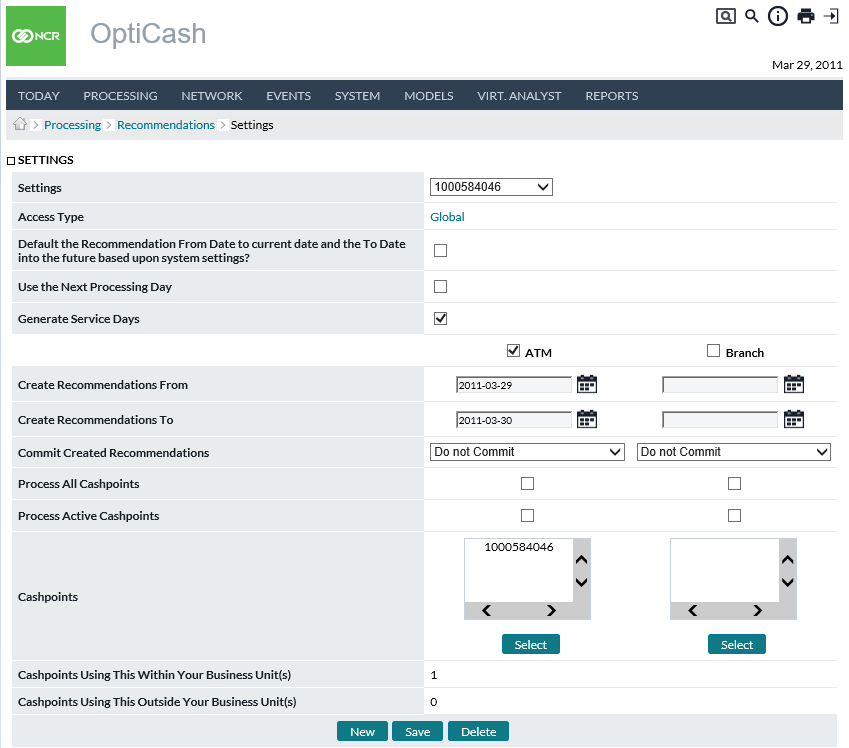 NCR
OptiCash
Mar 29, 2011
TODAY PROCESSING NETWORK EVENTS SYSTEM MODELS VIRT. ANALYST REPORTS
Processing > Recommendations > Settings
SETTINGS
Settings 1000584046
Access Type Global
Default the Recommendation From Date to current date and the To Date
into the future based upon system settings?
Use the Next Processing Day
Generate Service Days
ATM Branch
Create Recommendations From 2011-03-29
Create Recommendations To 2011-03-30
Commit Created Recommendations Do not Commit Do not Commit
Process All Cashpoints
Process Active Cashpoints
1000584046
Cashpoints
Select Select
Cashpoints Using This Within Your Business Unit(s) 1
Cashpoints Using This Outside Your Business Unit(s) 0
New Save Delete